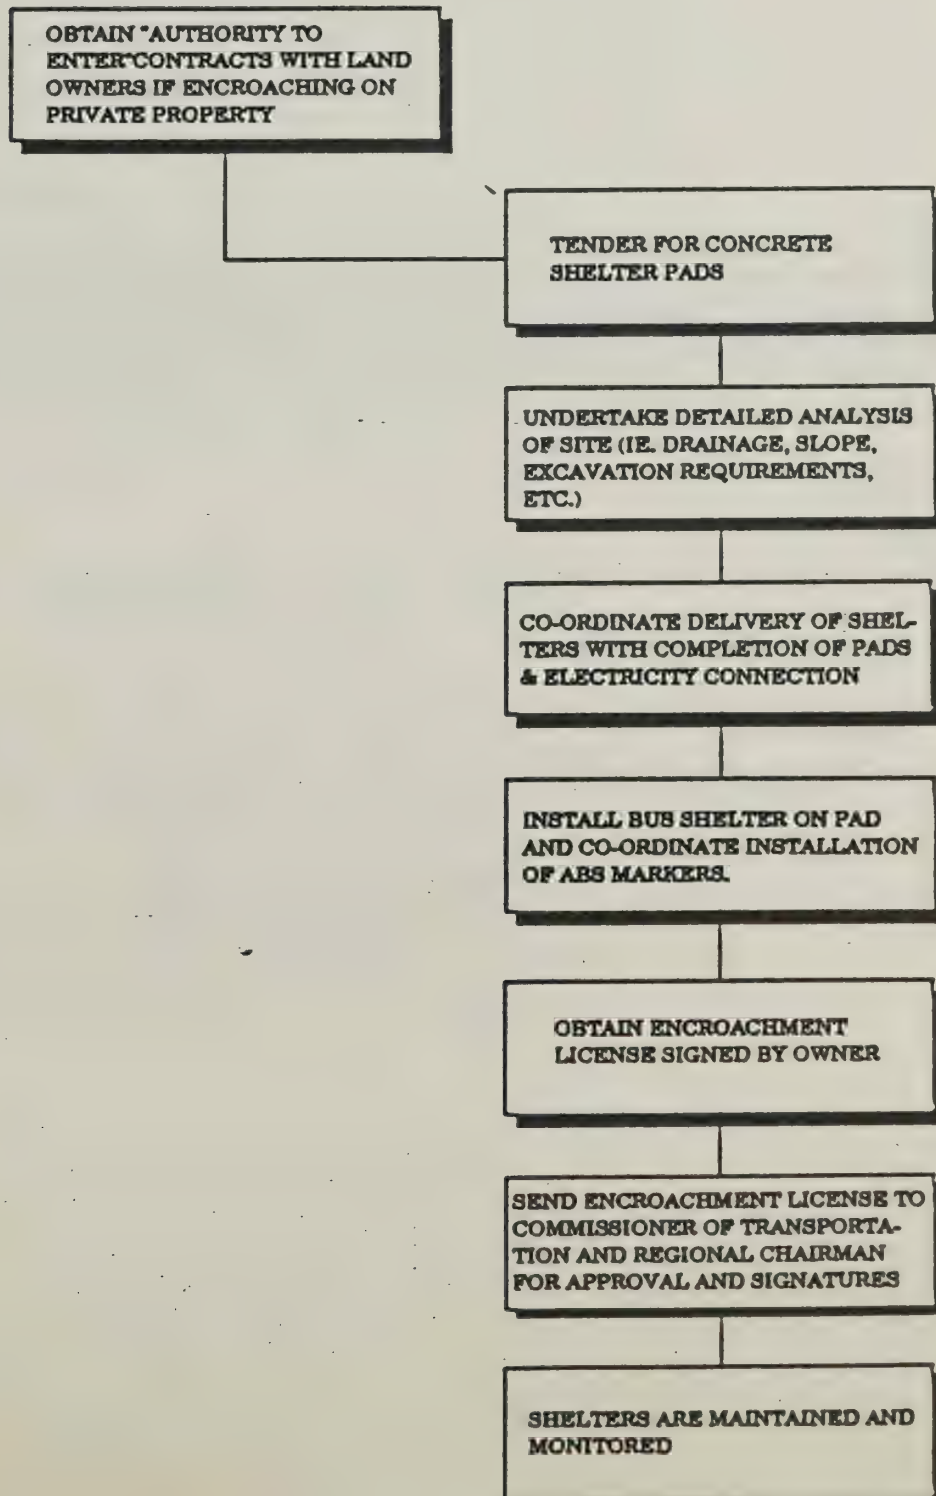 OBTAIN "AUTHORITY TO
ENTER"CONTRACTS WITH LAND
OWNERS IF ENCROACHING ON
PRIVATE PROPERTY
TENDER FOR CONCRETE
SHELTER PADS
UNDERTAKE DETAILED ANALYSIS
OF SITE (IE. DRAINAGE, SLOPE,
EXCAVATION REQUIREMENTS,
ETC.)
CO-ORDINATE DELIVERY OF SHEL-
TERS WITH COMPLETION OF PADS
& ELECTRICITY CONNECTION
INSTALL BUS SHELTER ON PAD
AND CO-ORDINATE INSTALLATION
OF ABS MARKERS.
OBTAIN ENCROACHMENT
LICENSE SIGNED BY OWNER
SEND ENCROACHMENT LICENSE TO
COMMISSIONER OF TRANSPORTA-
TION AND REGIONAL CHAIRMAN
FOR APPROVAL AND SIGNATURES
SHELTERS ARE MAINTAINED AND
MONITORED